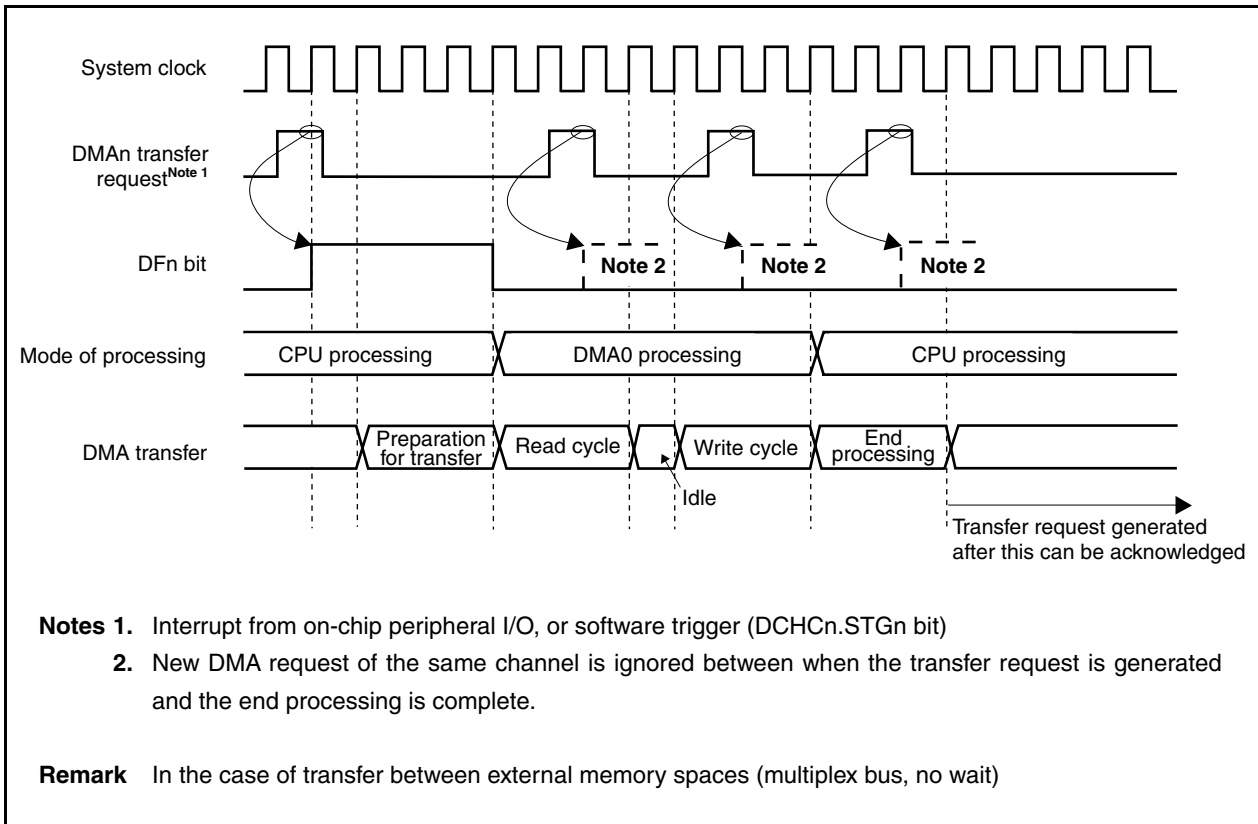 System clock
DMAn transfer
requestNote 1
DFn bit
Note 2
Note 2
Note 2
Mode of processing
CPU processing
DMA0 processing
CPU processing
DMA transfer
Preparation
for transfer
Read cycle
Idle
Write cycle
End
processing
Transfer request generated
after this can be acknowledged
Notes 1. Interrupt from on-chip peripheral I/O, or software trigger (DCHCn.STGn bit)
2. New DMA request of the same channel is ignored between when the transfer request is generated
and the end processing is complete.
Remark In the case of transfer between external memory spaces (multiplex bus, no wait)